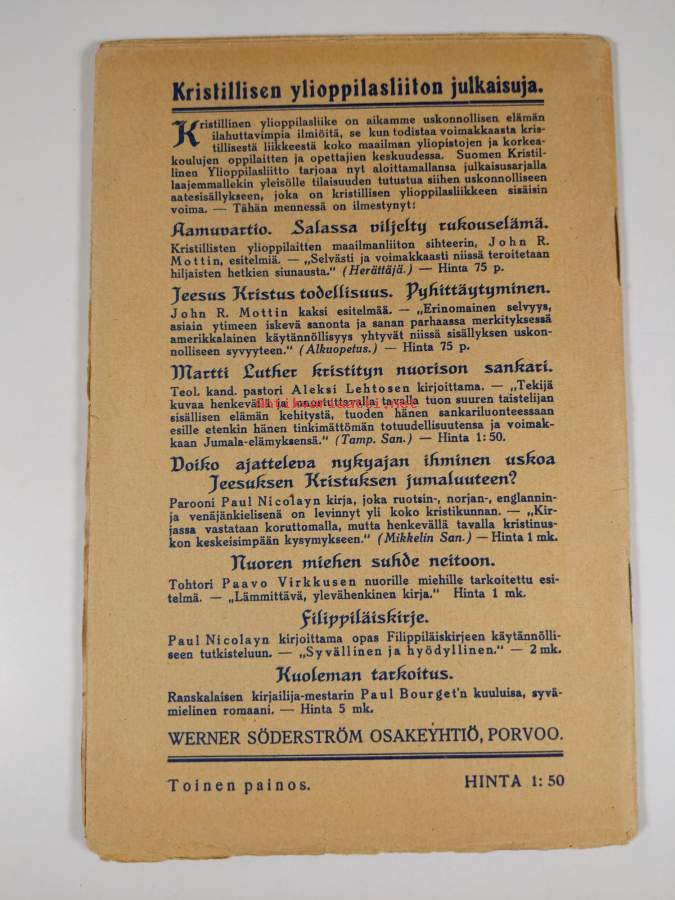 Kristillisen ylioppilasliiton julkaisuja.
Kristillinen ylioppilasliike on aikamme uskonnollisen elämän
ilahuttavimpia ilmiöitä, se kun todistaa voimakkaasta kris-
tillisestä liikkeestä koko maailman yliopistojen ja korkea-
koulujen oppilaitten ja opettajien keskuudessa. Suomen Kristil-
linen Ylioppilasliitto tarjoaa nyt aloittamallansa julkaisusarjalla
laajemmallekin yleisölle tilaisuuden tutustua siihen uskonnolliseen
aatesisällykseen, joka on kristillisen ylioppilasliikkeen sisäisin
voima. — Tähän mennessä on ilmestynyt:
Aamuvartio. Salassa viljelty rukouselämä.
Kristillisten ylioppilaitten maailmanliiton sihteerin, John R.
Mottin, esitelmiä. — „Selvästi ja voimakkaasti niissä teroitetaan
hiljaisten hetkien siunausta." (Herättäjä.) — Hinta 75 p.
Jeesus Kristus todellisuus. Pyhittäytyminen.
John R. Mottin kaksi esitelmää. — „Erinomainen selvyys,
asiain ytimeen iskevä sanonta ja sanan parhaassa merkityksessä
amerikkalainen käytännöllisyys yhtyvät niissä sisällyksen uskon-
nolliseen syvyyteen." (Alkuopetus.) — Hinta 75 p.
Martti Luther kristityn nuorison sankari.
Teol. kand. pastori Aleksi Lehtosen kirjoittama. — „Tekijä
kuvaa henkevällä ja innostuttavalla tavalla tuon suuren taistelijan
sisällisen elämän kehitystä, tuoden hänen sankariluonteessaan
esille etenkin hänen tinkimättömän totuudellisuutensa ja voimak-
kaan Jumala-elämyksensä." (Tamp. San.) — Hinta 1: 50.
Voiko ajatteleva nykyajan ihminen uskoa
Jeesuksen Kristuksen jumaluuteen?
Parooni Paul Nicolayn kirja, joka ruotsin-, norjan-, englannin-
ja venäjänkielisenä on levinnyt yli koko kristikunnan. — „Kir-
jassa vastataan koruttomalla, mutta henkevällä tavalla kristinus-
kon keskeisimpään kysymykseen." (Mikkelin San.) — Hinta 1 mk.
Nuoren miehen suhde neitoon.
Tohtori Paavo Virkkusen nuorille miehille tarkoitettu esi-
telmä. — „Lämmittävä, ylevähenkinen kirja." Hinta 1 mk.
Filippiläiskirje.
Paul Nicolayn kirjoittama opas Filippiläiskirjeen käytännölli-
seen tutkisteluun. — „Syvällinen ja hyödyllinen." — 2 mk.
Kuoleman tarkoitus.
Ranskalaisen kirjailija-mestarin Paul Bourget'n kuuluisa, syvä-
mielinen romaani. — Hinta 5 mk.
WERNER SÖDERSTRÖM OSAKEYHTIÖ, PORVOO.
Toinen painos. HINTA 1: 50